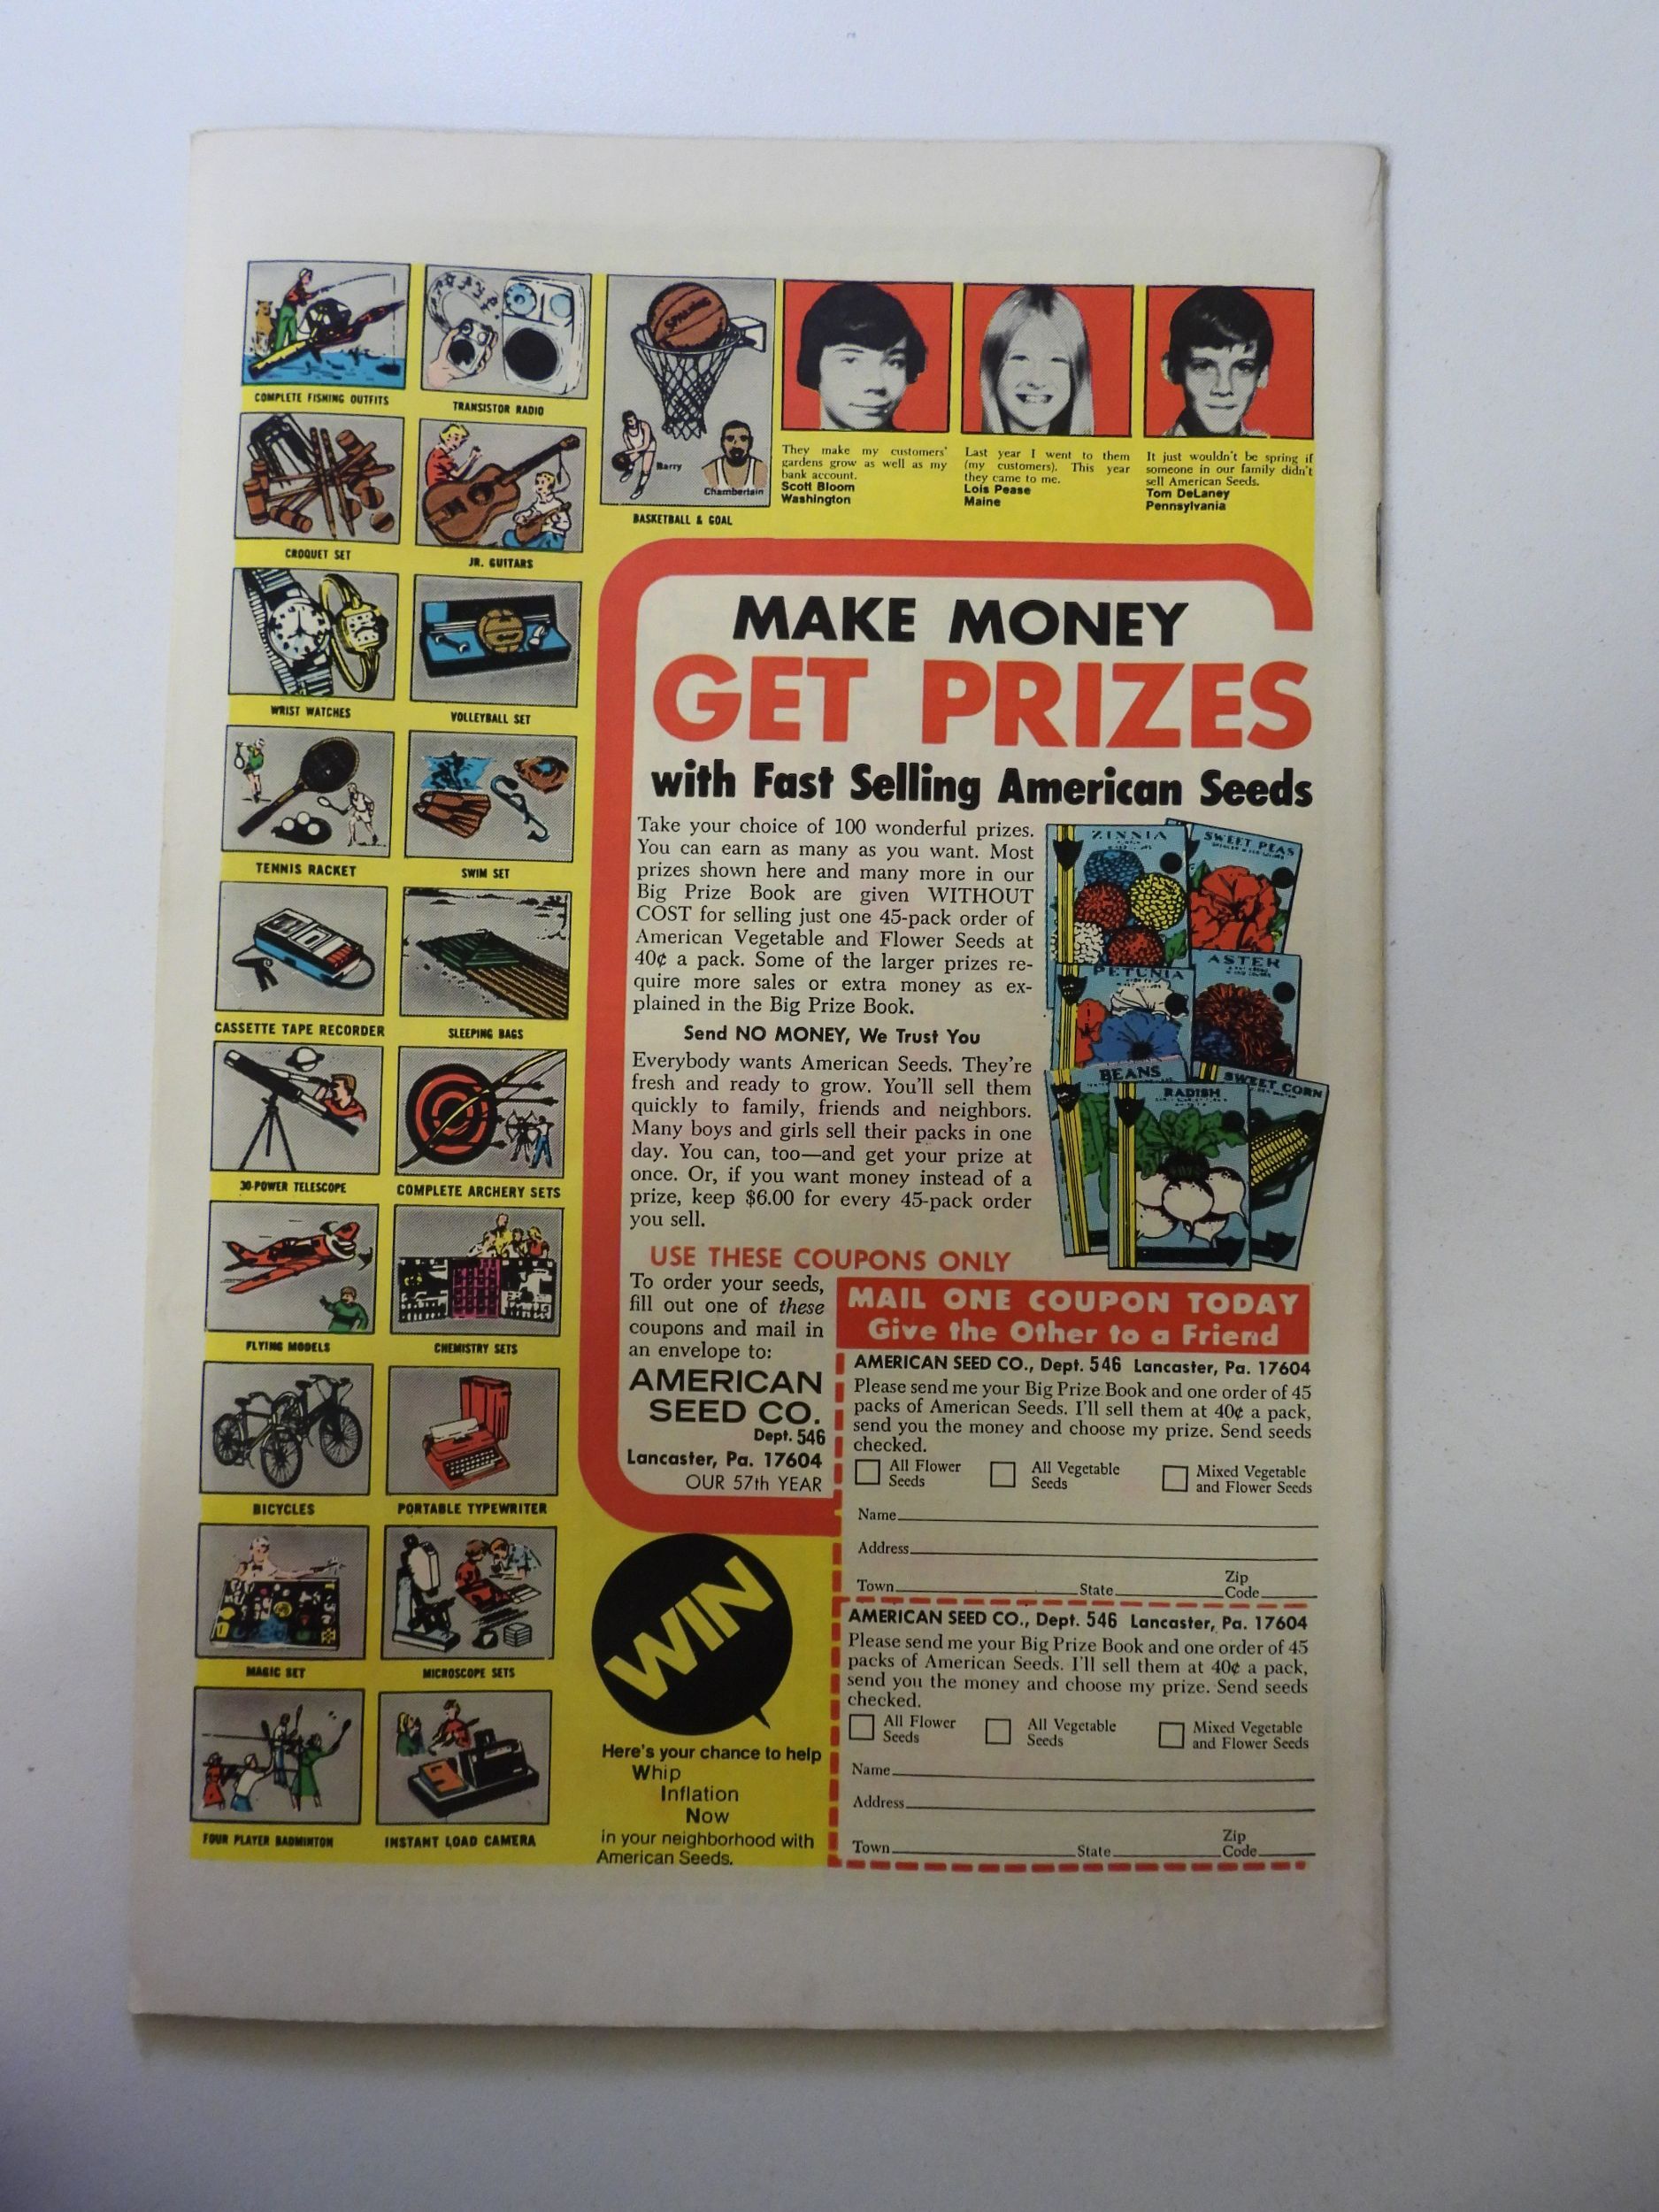 COMPLETE FISHING OUTFITS
TRANSISTOR RADIO
CROQUET SET
JR. GUITARS
WRIST WATCHES
VOLLEYBALL SET
TENNIS RACKET
SWIM SET
CASSETTE TAPE RECORDER
SLEEPING BAGS
30-POWER TELESCOPE
COMPLETE ARCHERY SETS
FLYING MODELS
CHEMISTRY SETS
BICYCLES
PORTABLE TYPEWRITER
MAGIC SET
MICROSCOPE SETS
FOUR PLAYER BADMINTON
INSTANT LOAD CAMERA
SPALDING
Barry
Chamberlain
BASKETBALL & GOAL
They make my customers'
gardens grow as well as my
bank account.
Scott Bloom
Washington
Last year I went to them
(my customers). This year
they came to me.
Lois Pease
Maine
It just wouldn't be spring if
someone in our family didn't
sell American Seeds.
Tom DeLaney
Pennsylvania
MAKE MONEY
GET PRIZES
with Fast Selling American Seeds
Take your choice of 100 wonderful prizes.
You can earn as many as you want. Most
prizes shown here and many more in our
Big Prize Book are given WITHOUT
COST for selling just one 45-pack order of
American Vegetable and Flower Seeds at
40¢ a pack. Some of the larger prizes re-
quire more sales or extra money as ex-
plained in the Big Prize Book.
Send NO MONEY, We Trust You
Everybody wants American Seeds. They're
fresh and ready to grow. You'll sell them
quickly to family, friends and neighbors.
Many boys and girls sell their packs in one
day. You can, too—and get your prize at
once. Or, if you want money instead of a
prize, keep $6.00 for every 45-pack order
you sell.
ZINNIA
SWEET PEAS
PETUNIA
ASTER
BEANS
RADISH
SWEET CORN
USE THESE COUPONS ONLY
To order your seeds,
fill out one of these
coupons and mail in
an envelope to:
AMERICAN
SEED CO.
Dept. 546
Lancaster, Pa. 17604
OUR 57th YEAR
MAIL ONE COUPON TODAY
Give the Other to a Friend
AMERICAN SEED CO., Dept. 546 Lancaster, Pa. 17604
Please send me your Big Prize Book and one order of 45
packs of American Seeds. I'll sell them at 40¢ a pack,
send you the money and choose my prize. Send seeds
checked.
All Flower
Seeds
All Vegetable
Seeds
Mixed Vegetable
and Flower Seeds
Name
Address
Town State Zip
Code
AMERICAN SEED CO., Dept. 546 Lancaster, Pa. 17604
Please send me your Big Prize Book and one order of 45
packs of American Seeds. I'll sell them at 40¢ a pack,
send you the money and choose my prize. Send seeds
checked.
All Flower
Seeds
All Vegetable
Seeds
Mixed Vegetable
and Flower Seeds
Name
Address
Town State Zip
Code
WIN
Here's your chance to help
Whip
Inflation
Now
in your neighborhood with
American Seeds.